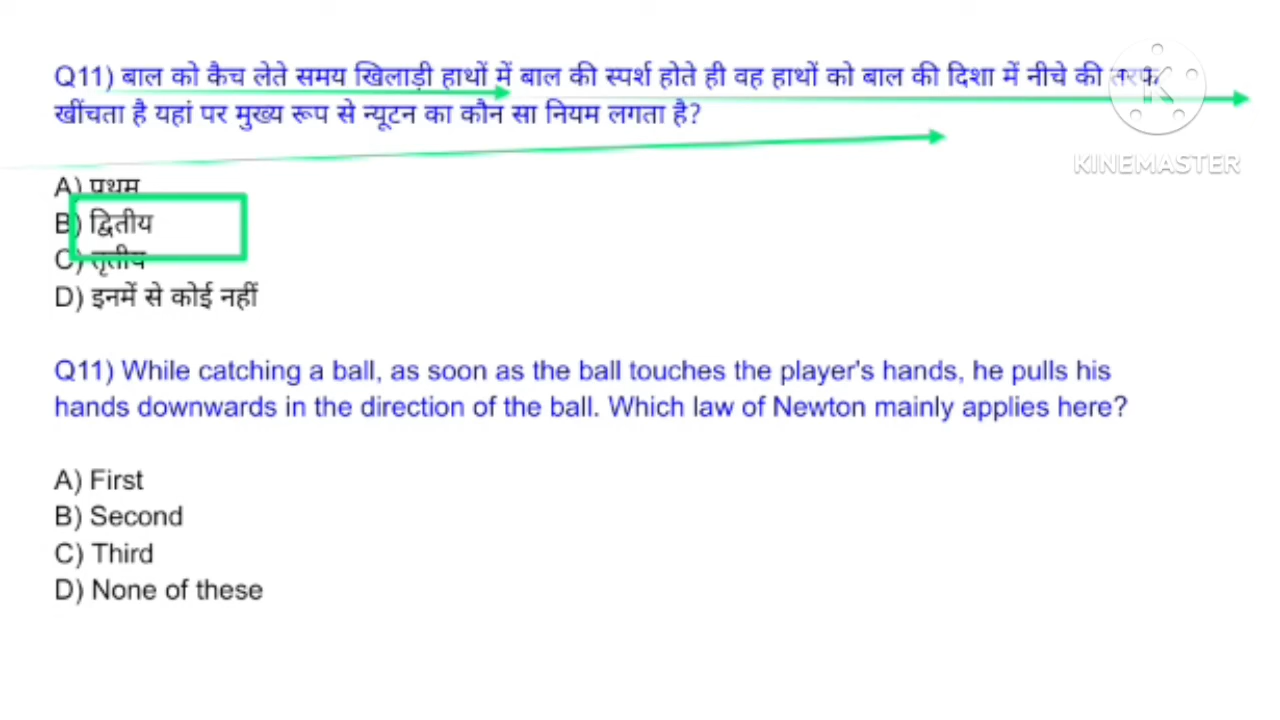 Q11) बाल को कैच लेते समय खिलाड़ी हाथों में बाल की स्पर्श होते ही वह हाथों को बाल की दिशा में नीचे की तरफ
खींचता है यहां पर मुख्य रूप से न्यूटन का कौन सा नियम लगता है?
A) प्रथम
B) द्वितीय
C) तृतीय
D) इनमें से कोई नहीं
Q11) While catching a ball, as soon as the ball touches the player's hands, he pulls his
hands downwards in the direction of the ball. Which law of Newton mainly applies here?
A) First
B) Second
C) Third
D) None of these
K
KINEMASTER